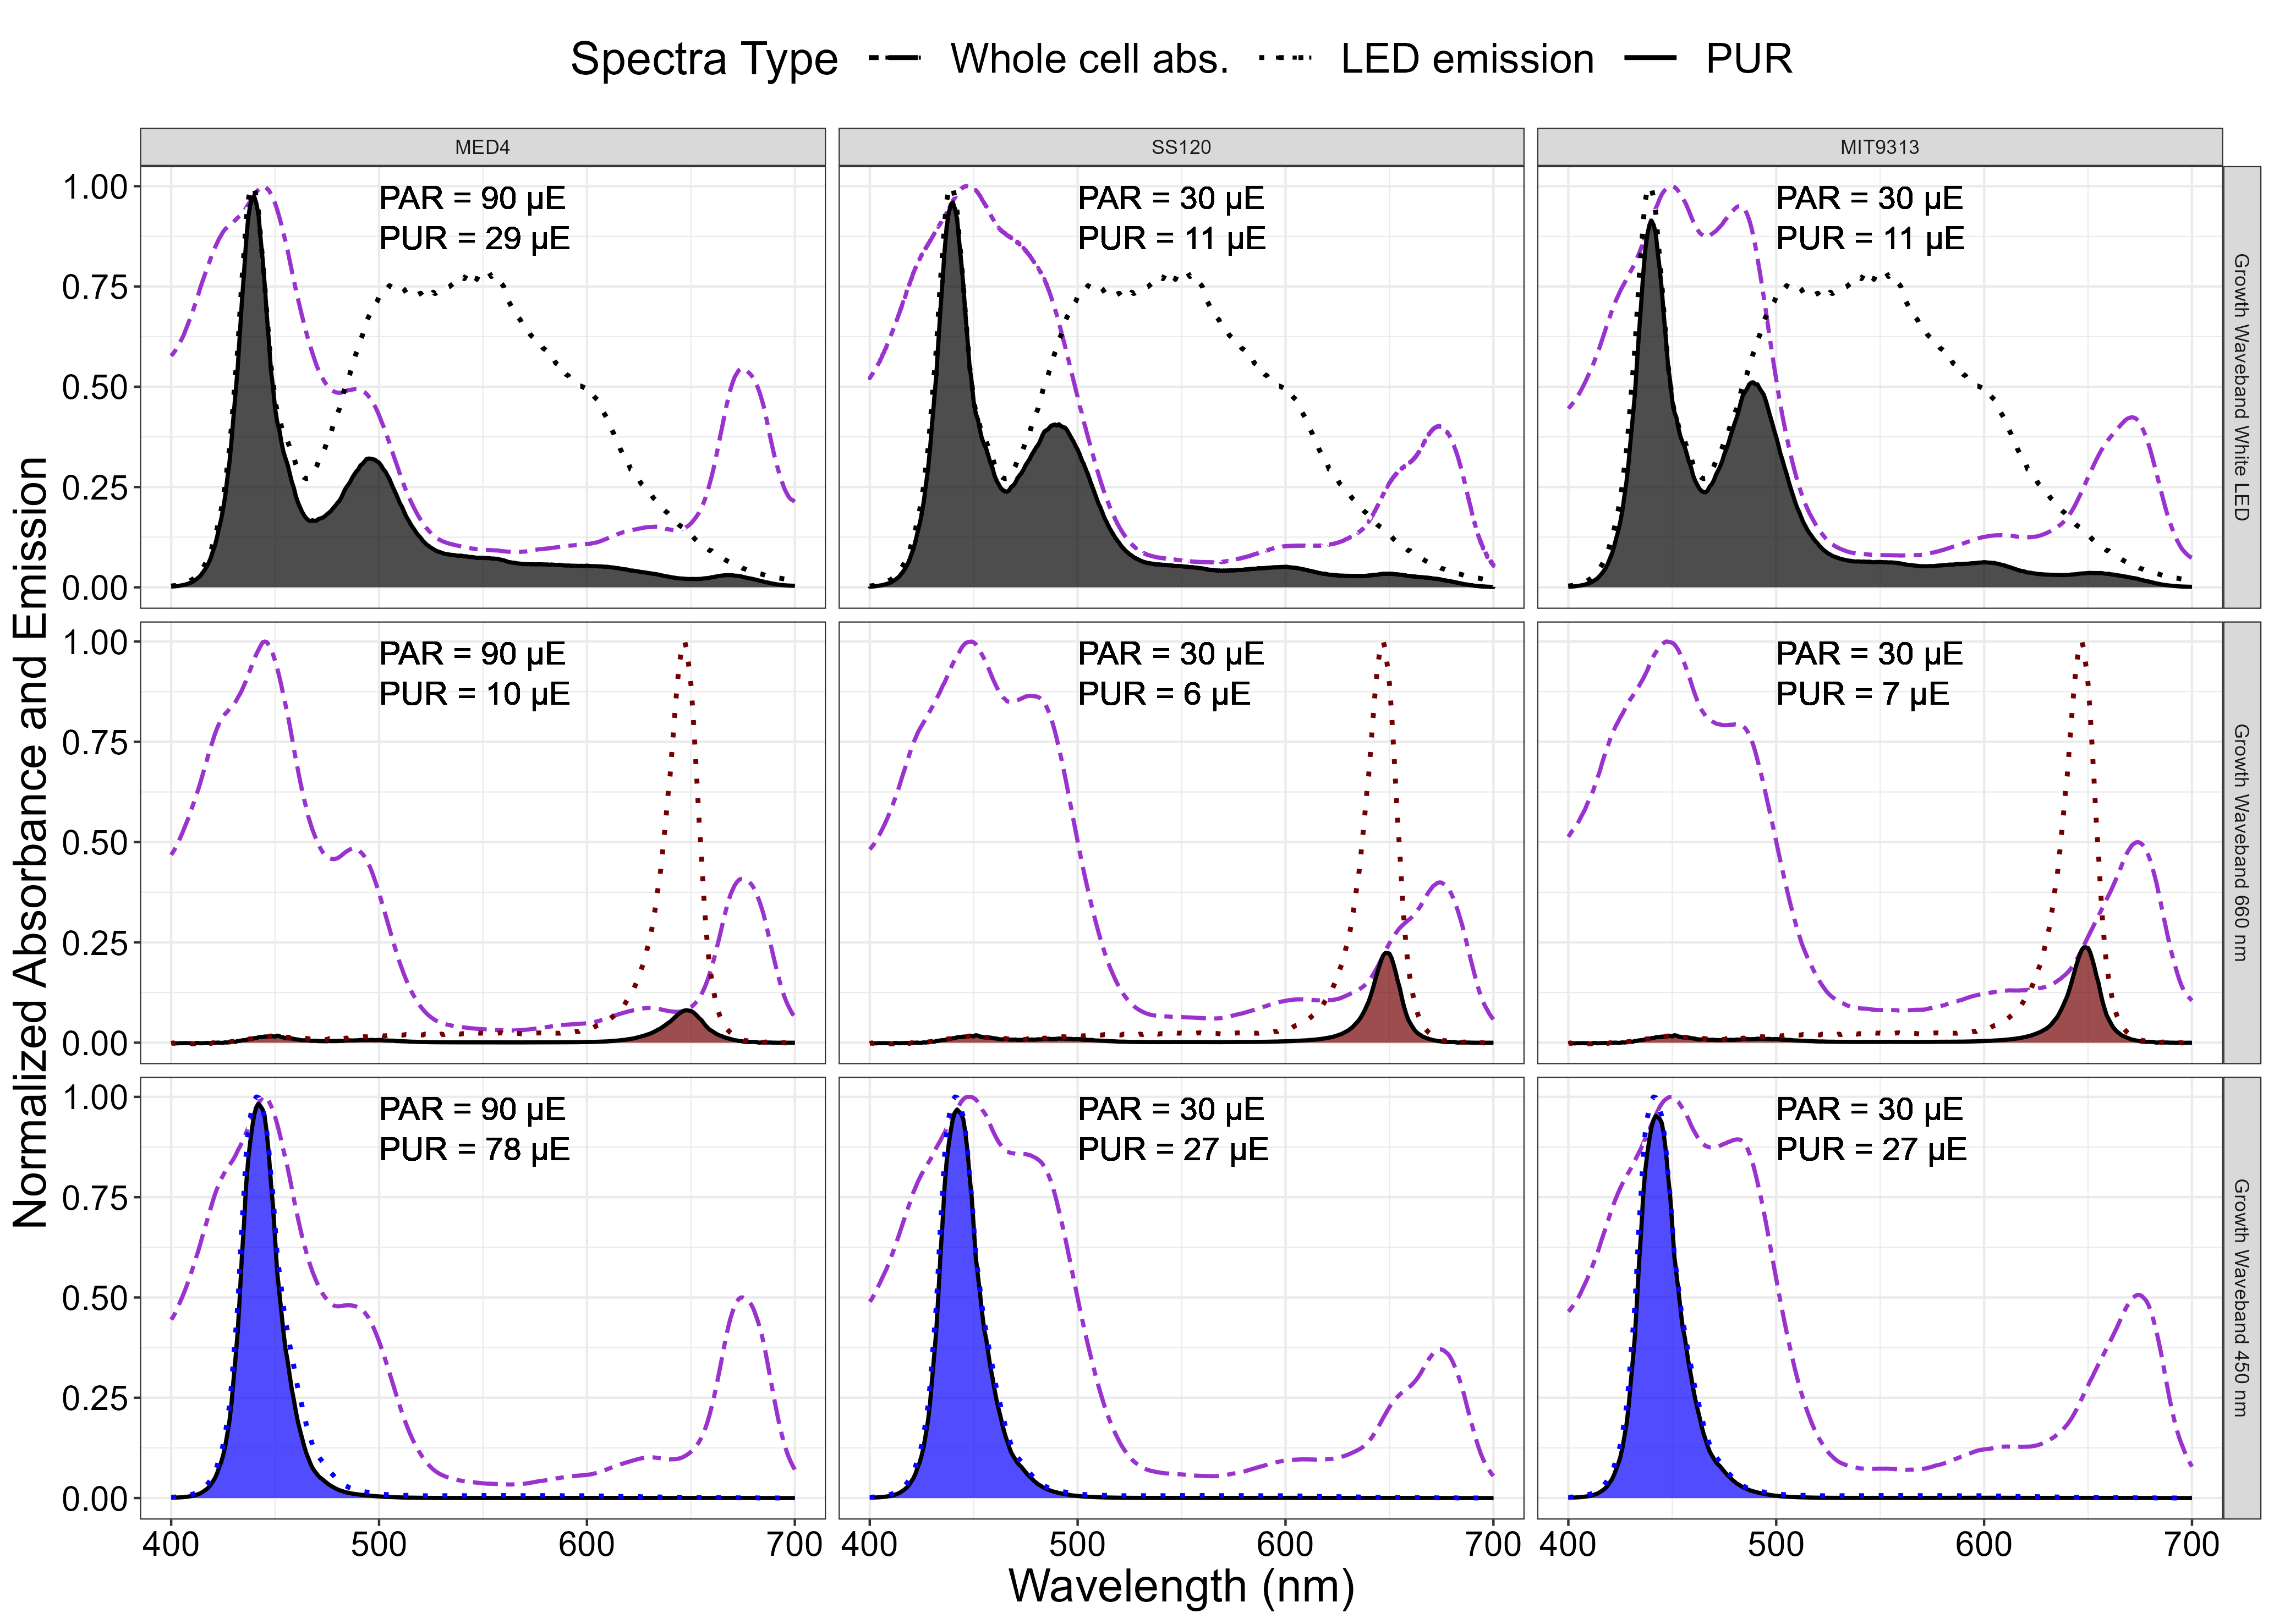 Spectra Type Whole cell abs. LED emission PUR
MED4 SS120 MIT9313
Normalized Absorbance and Emission
1.00
0.75
0.50
0.25
0.00
PAR = 90 µE
PUR = 29 µE
PAR = 30 µE
PUR = 11 µE
PAR = 30 µE
PUR = 11 µE
Growth Waveband White LED
1.00
0.75
0.50
0.25
0.00
PAR = 90 µE
PUR = 10 µE
PAR = 30 µE
PUR = 6 µE
PAR = 30 µE
PUR = 7 µE
Growth Waveband 660 nm
1.00
0.75
0.50
0.25
0.00
PAR = 90 µE
PUR = 78 µE
PAR = 30 µE
PUR = 27 µE
PAR = 30 µE
PUR = 27 µE
Growth Waveband 450 nm
400 500 600 700 400 500 600 700 400 500 600 700
Wavelength (nm)